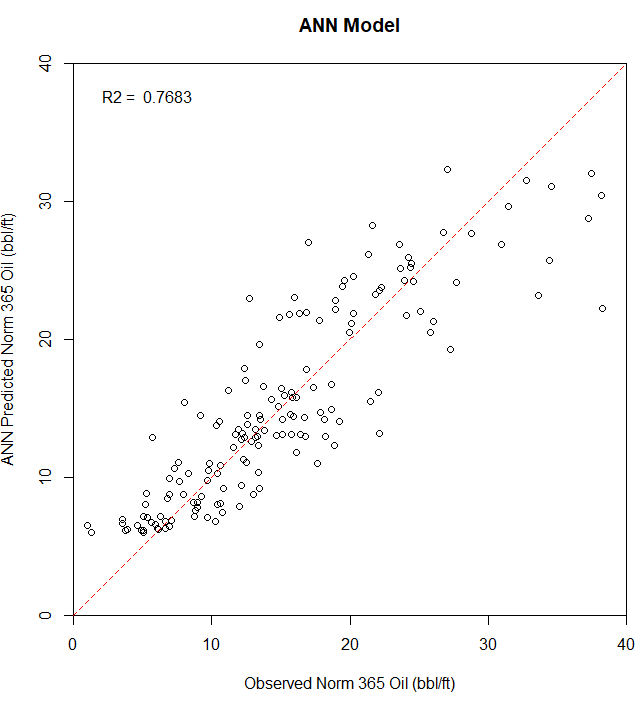 ANN Model
R2 = 0.7683
40
30
20
10
0
ANN Predicted Norm 365 Oil (bbl/ft)
0 10 20 30 40
Observed Norm 365 Oil (bbl/ft)